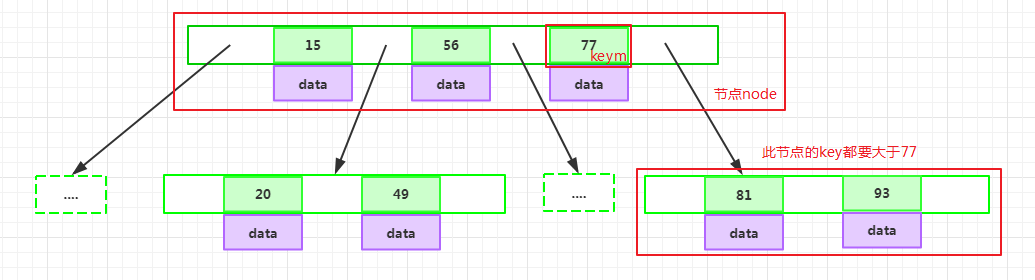 15 56 77
keym
data data data
节点node
此节点的key都要大于77
.... 20 49 .... 81 93
data data data data